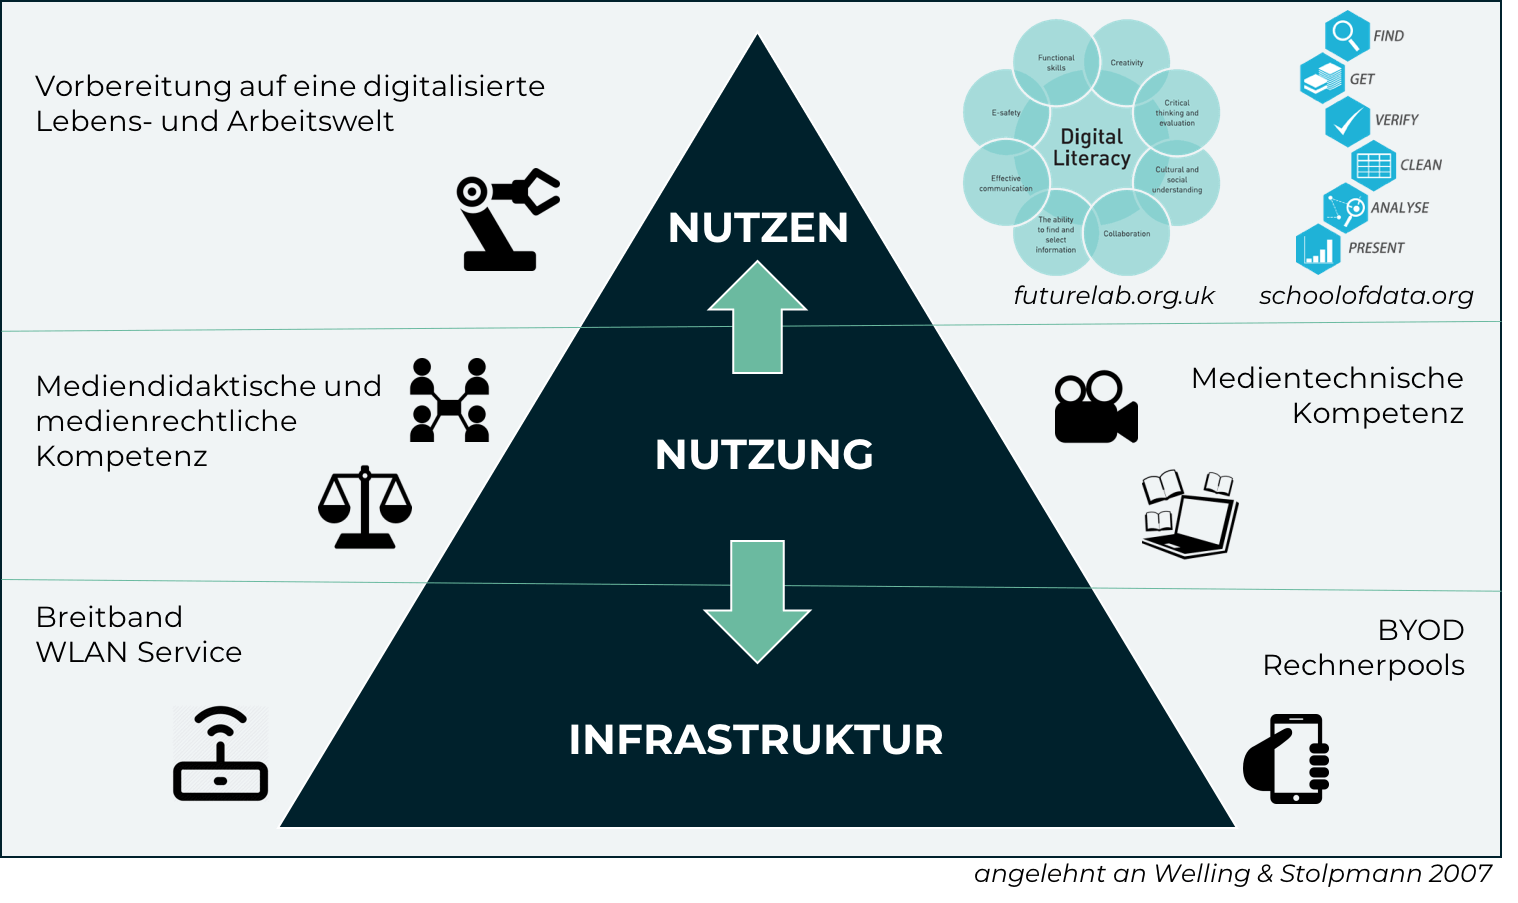 Vorbereitung auf eine digitalisierte
Lebens- und Arbeitswelt
NUTZEN
Functional
skills
Creativity
E-safety
Critical
thinking and
evaluation
Digital
Literacy
Effective
communication
Cultural and
social
understanding
The ability
to find and
select
information
Collaboration
futurelab.org.uk
FIND
GET
VERIFY
CLEAN
ANALYSE
PRESENT
schoolofdata.org
Mediendidaktische und
medienrechtliche
Kompetenz
NUTZUNG
Medientechnische
Kompetenz
Breitband
WLAN Service
INFRASTRUKTUR
BYOD
Rechnerpools
angelehnt an Welling & Stolpmann 2007